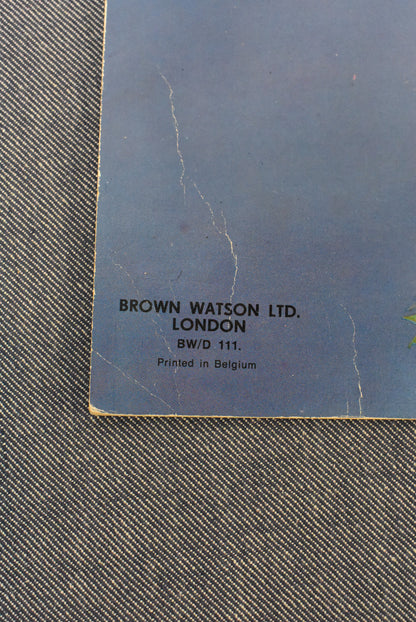 BROWN WATSON LTD.
LONDON
BW/D 111.
Printed in Belgium